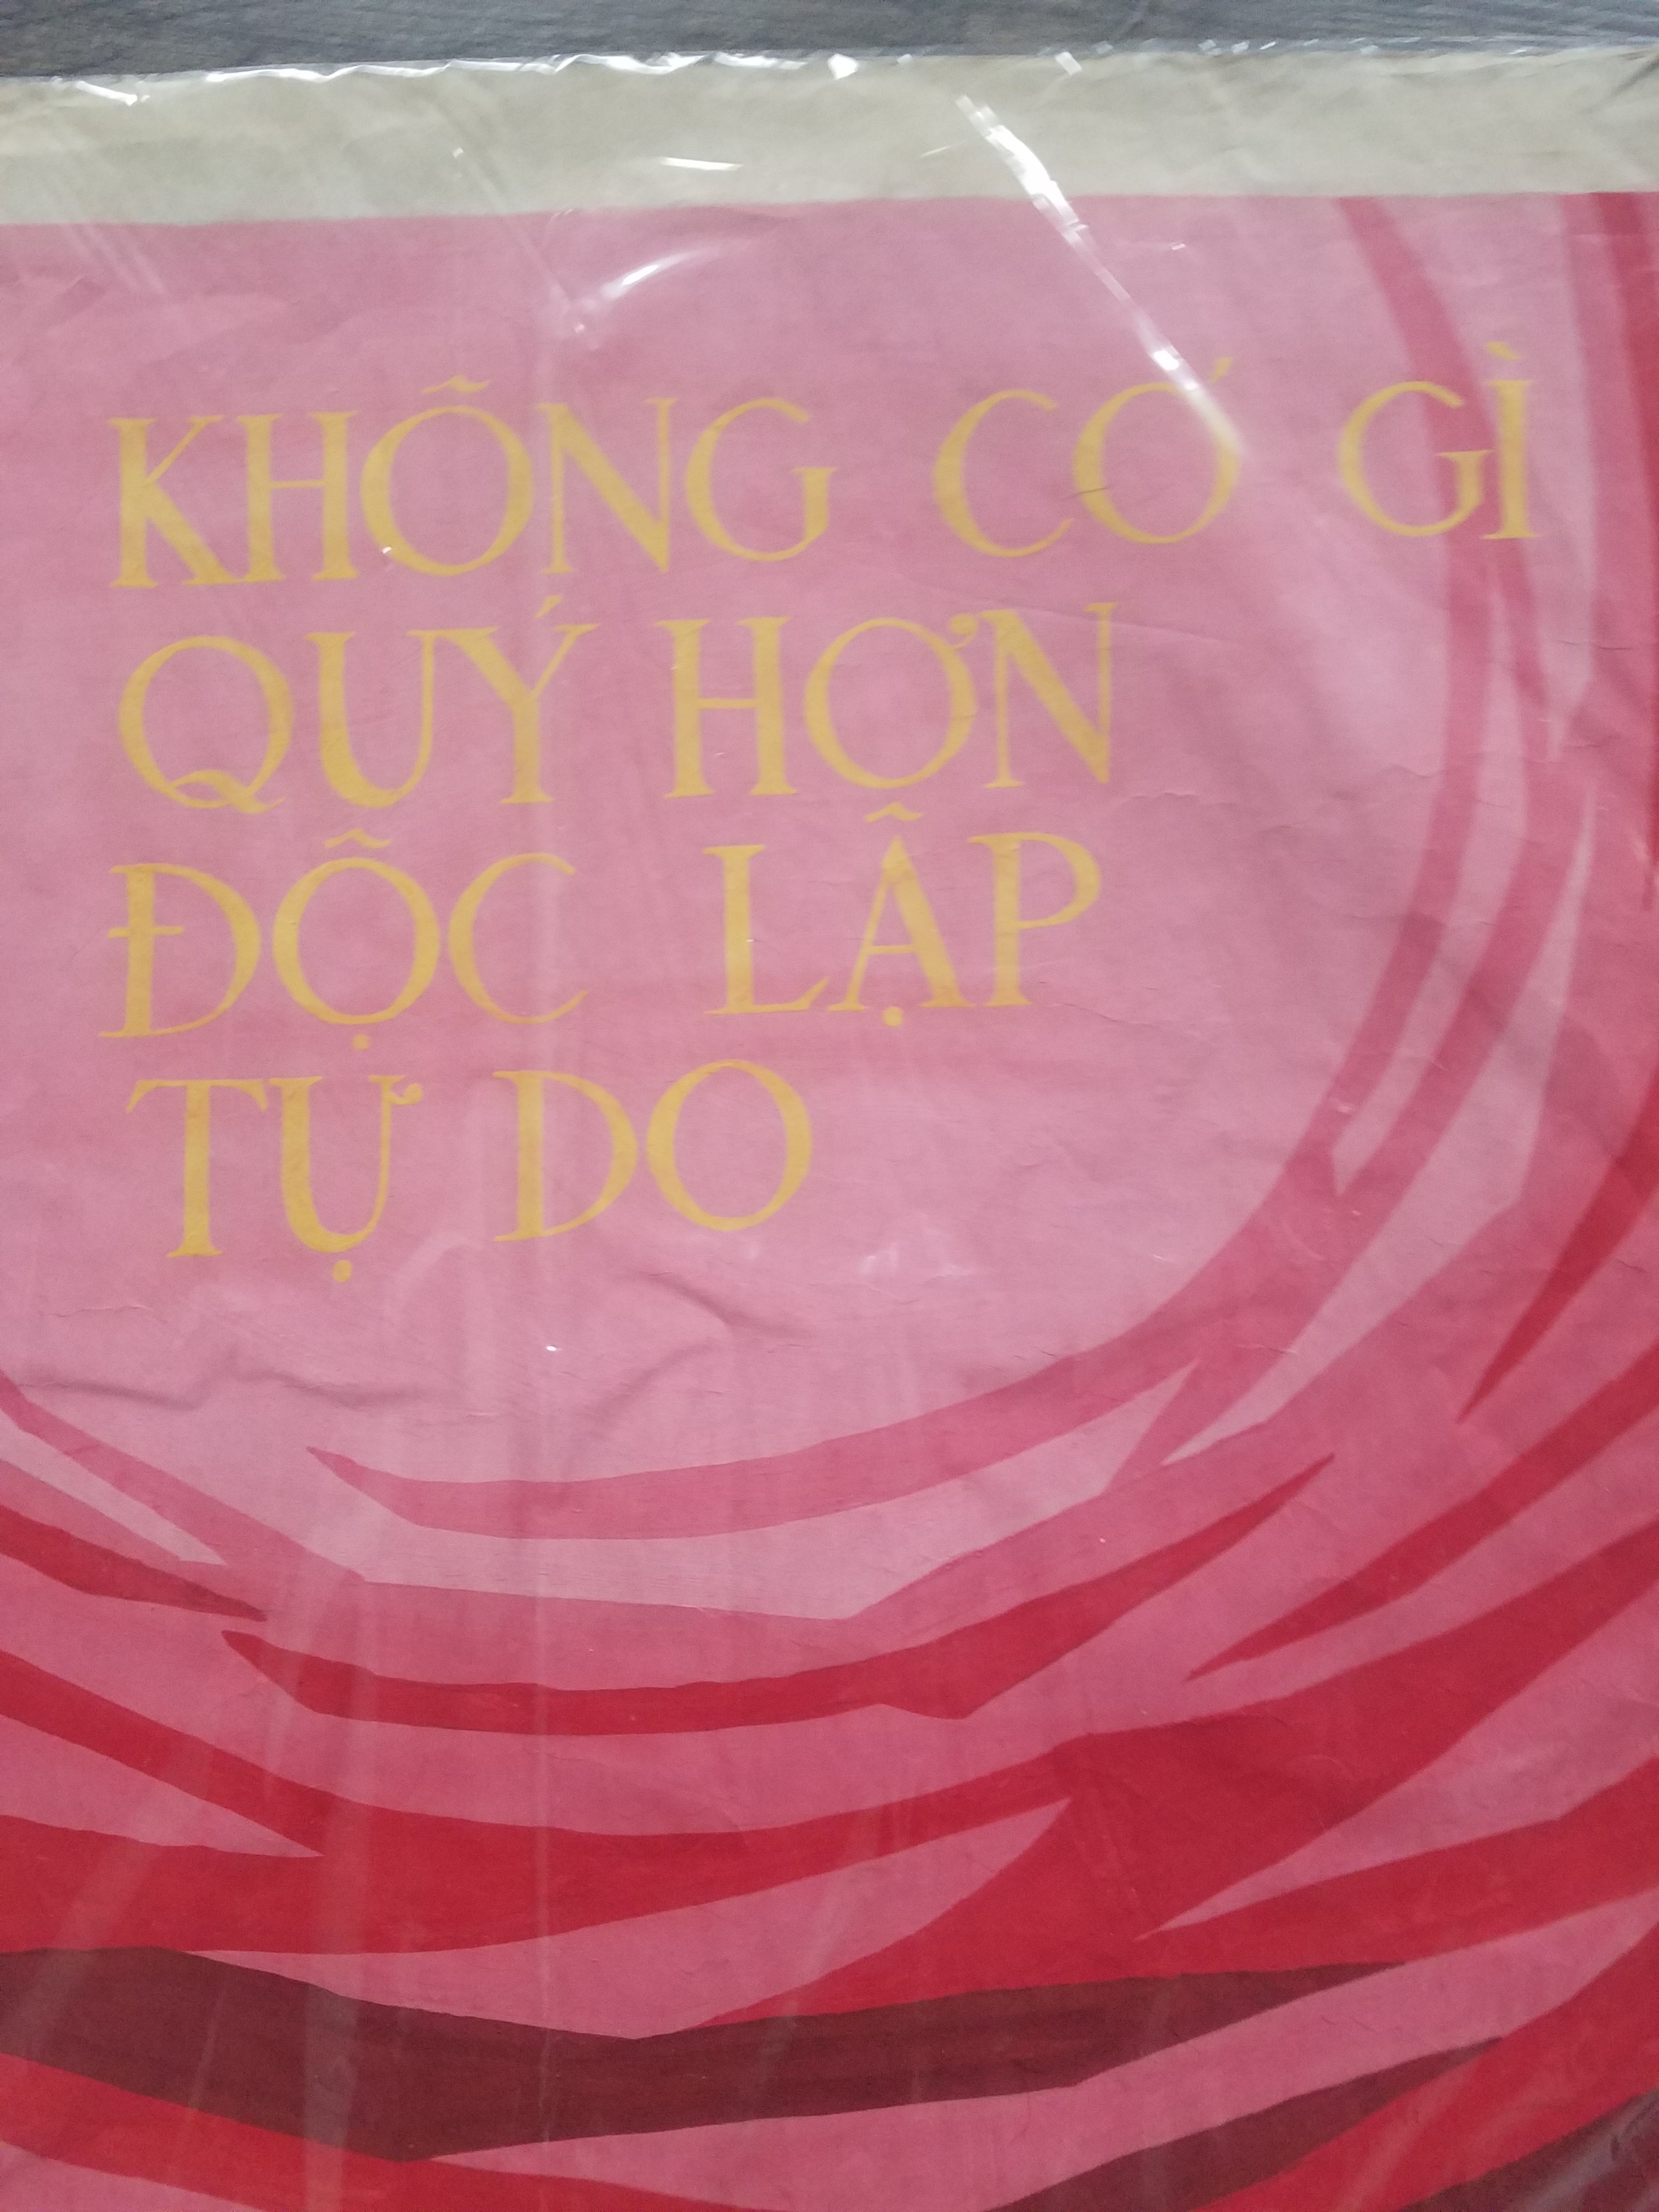 KHÔNG CÓ GÌ
QUÝ HƠN
ĐỘC LẬP
TỰ DO